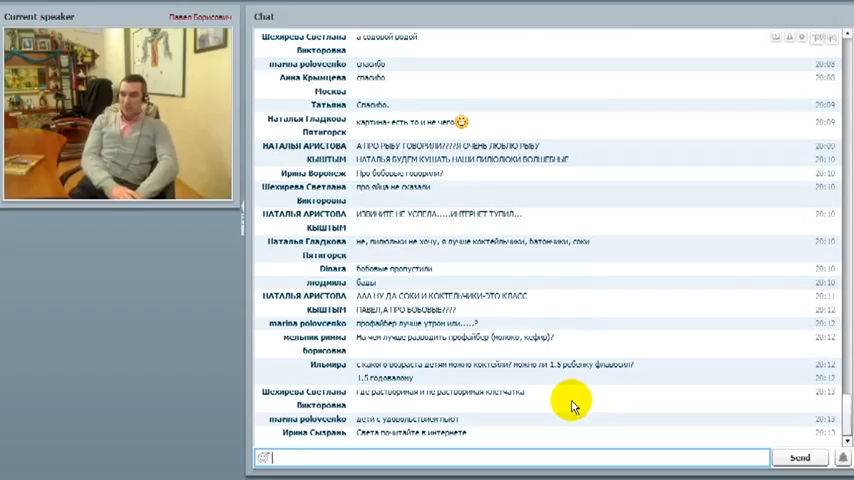 Current speaker
Павел Борисович
Chat
Шехирева Светлана а содовой водой
Викторовна
marina polovcenko спасибо 20:08
Анна Крымцева спасибо 20:08
Москва
Татьяна Спасибо. 20:09
Наталья Гладкова картина- есть то и не чего 20:09
Пятигорск
НАТАЛЬЯ АРИСТОВА А ПРО РЫБУ ГОВОРИЛИ????Я ОЧЕНЬ ЛЮБЛЮ РЫБУ 20:09
КЫШТЫМ НАТАЛЬЯ БУДЕМ КУШАТЬ НАШИ ПИЛЮЛЮКИ ВОЛШЕБНЫЕ 20:10
Ирина Воронеж Про бобовые говорили? 20:10
Шехирева Светлана про яйца не сказали 20:10
Викторовна
НАТАЛЬЯ АРИСТОВА ИЗВИНИТЕ НЕ УСПЕЛА.....ИНТЕРНЕТ ТУПИЛ... 20:10
КЫШТЫМ
Наталья Гладкова не, пилюльки не хочу, я лучше коктейльчики, батончики, соки 20:10
Пятигорск
Dinara бобовые пропустили 20:10
людмила бады 20:10
НАТАЛЬЯ АРИСТОВА ААА НУ ДА СОКИ И КОКТЕЛЬЧИКИ-ЭТО КЛАСС 20:11
КЫШТЫМ ПАВЕЛ,А ПРО БОБОВЫЕ???? 20:12
marina polovcenko профайбер лучше утром или.....? 20:12
мельник римма На чем лучше разводить профайбер (молоко, кефир)? 20:12
борисовна
Ильмира с какого возраста детям можно коктейли? можно ли 1.5 ребенку флавосил? 20:12
1.5 годовалому 20:12
Шехирева Светлана где растворимая и не растворимая клетчатка 20:13
Викторовна
marina polovcenko дети с удовольствием пьют 20:13
Ирина Сызрань Света почитайте в интернете 20:13
Send